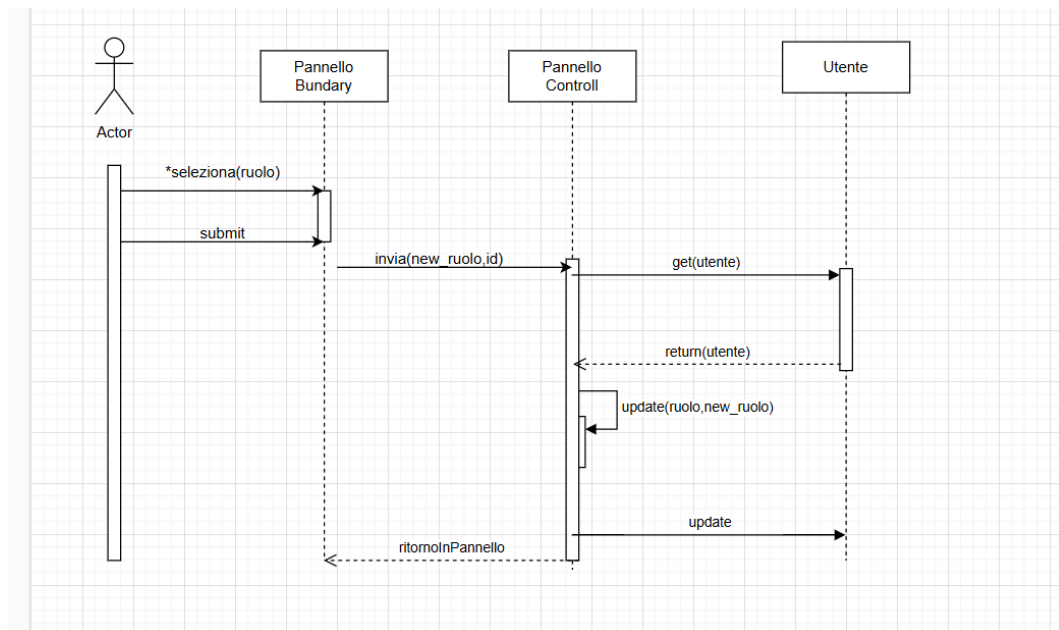 Pannello
Bundary
Pannello
Controll
Utente
Actor
*seleziona(ruolo)
submit
invia(new_ruolo,id)
get(utente)
return(utente)
update(ruolo,new_ruolo)
update
ritornoInPannello